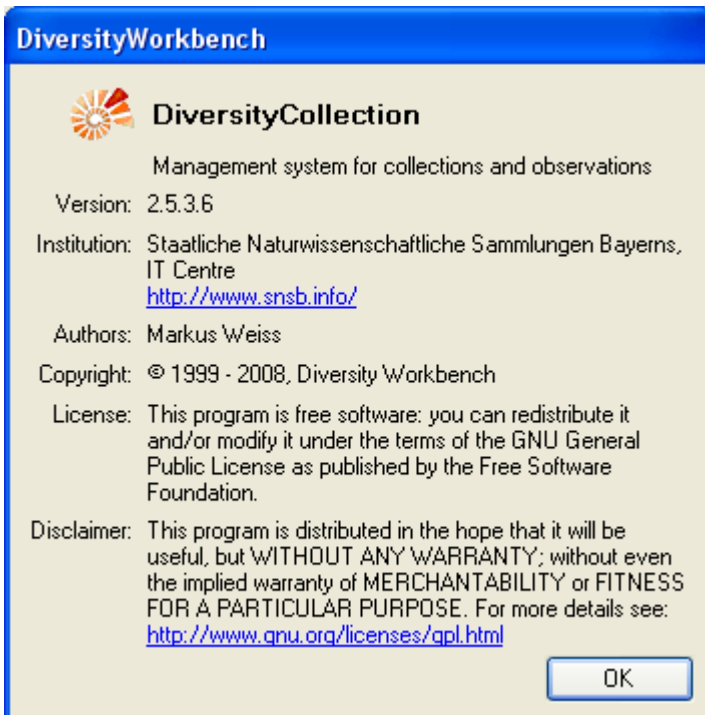 DiversityWorkbench
DiversityCollection
Management system for collections and observations
Version: 2.5.3.6
Institution: Staatliche Naturwissenschaftliche Sammlungen Bayerns,
IT Centre
http://www.snsb.info/
Authors: Markus Weiss
Copyright: © 1999 - 2008, Diversity Workbench
License: This program is free software: you can redistribute it
and/or modify it under the terms of the GNU General
Public License as published by the Free Software
Foundation.
Disclaimer: This program is distributed in the hope that it will be
useful, but WITHOUT ANY WARRANTY; without even
the implied warranty of MERCHANTABILITY or FITNESS
FOR A PARTICULAR PURPOSE. For more details see:
http://www.gnu.org/licenses/gpl.html
OK